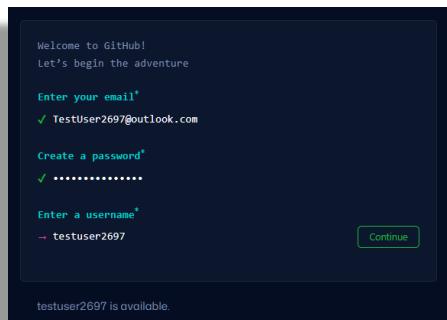 Welcome to GitHub!
Let's begin the adventure
Enter your email*
✓ TestUser2697@outlook.com
Create a password*
✓ •••••••••••••••
Enter a username*
→ testuser2697
Continue
testuser2697 is available.